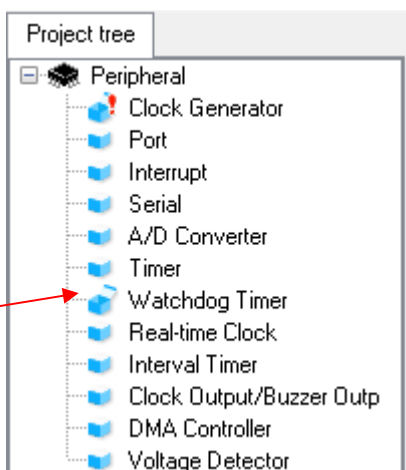 Project tree
Peripheral
Clock Generator
Port
Interrupt
Serial
A/D Converter
Timer
Watchdog Timer
Real-time Clock
Interval Timer
Clock Output/Buzzer Outp
DMA Controller
Voltage Detector